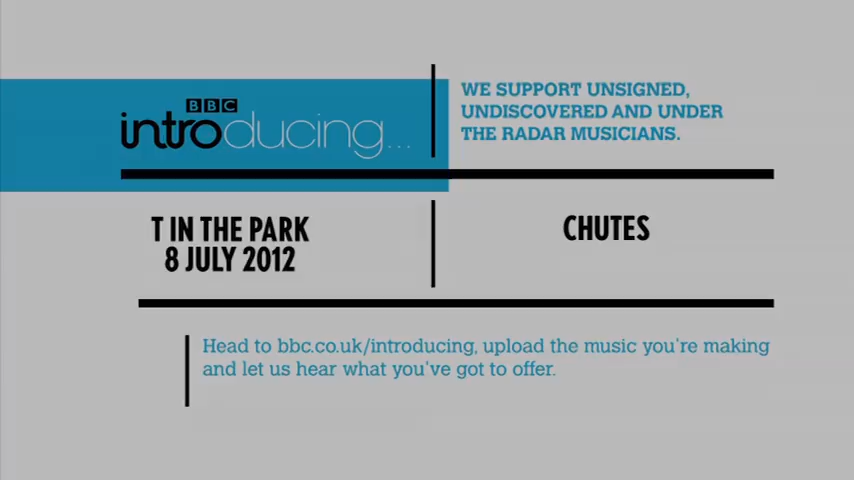 BBC
introducing...
WE SUPPORT UNSIGNED,
UNDISCOVERED AND UNDER
THE RADAR MUSICIANS.
T IN THE PARK
8 JULY 2012
CHUTES
Head to bbc.co.uk/introducing, upload the music you're making
and let us hear what you've got to offer.